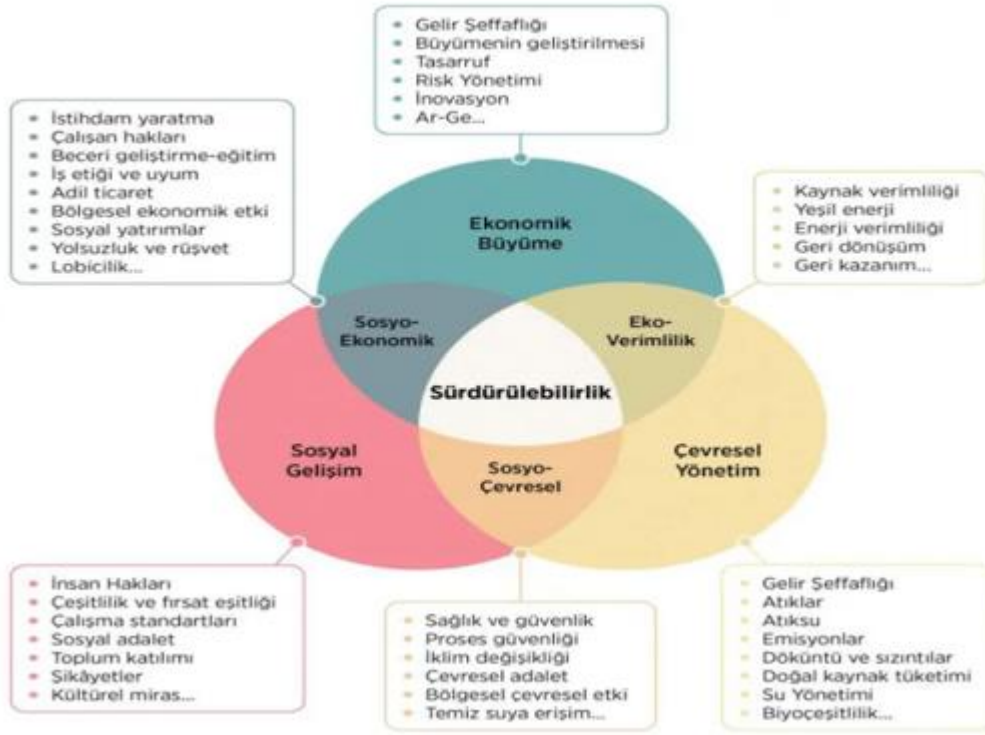 Gelir Şeffaflığı
Büyümenin geliştirilmesi
Tasarruf
Risk Yönetimi
İnovasyon
Ar-Ge...
İstihdam yaratma
Çalışan hakları
Beceri geliştirme-eğitim
İş etiği ve uyum
Adil ticaret
Bölgesel ekonomik etki
Sosyal yatırımlar
Yolsuzluk ve rüşvet
Lobicilik...
Kaynak verimliliği
Yeşil enerji
Enerji verimliliği
Geri dönüşüm
Geri kazanım...
Ekonomik
Büyüme
Sosyo-
Ekonomik
Eko-
Verimlilik
Sürdürülebilirlik
Sosyal
Gelişim
Sosyo-
Çevresel
Çevresel
Yönetim
İnsan Hakları
Çeşitlilik ve fırsat eşitliği
Çalışma standartları
Sosyal adalet
Toplum katılımı
Şikâyetler
Kültürel miras...
Sağlık ve güvenlik
Proses güvenliği
İklim değişikliği
Çevresel adalet
Bölgesel çevresel etki
Temiz suya erişim...
Gelir Şeffaflığı
Atıklar
Atıksu
Emisyonlar
Döküntü ve sızıntılar
Doğal kaynak tüketimi
Su Yönetimi
Biyoçeşitlilik...